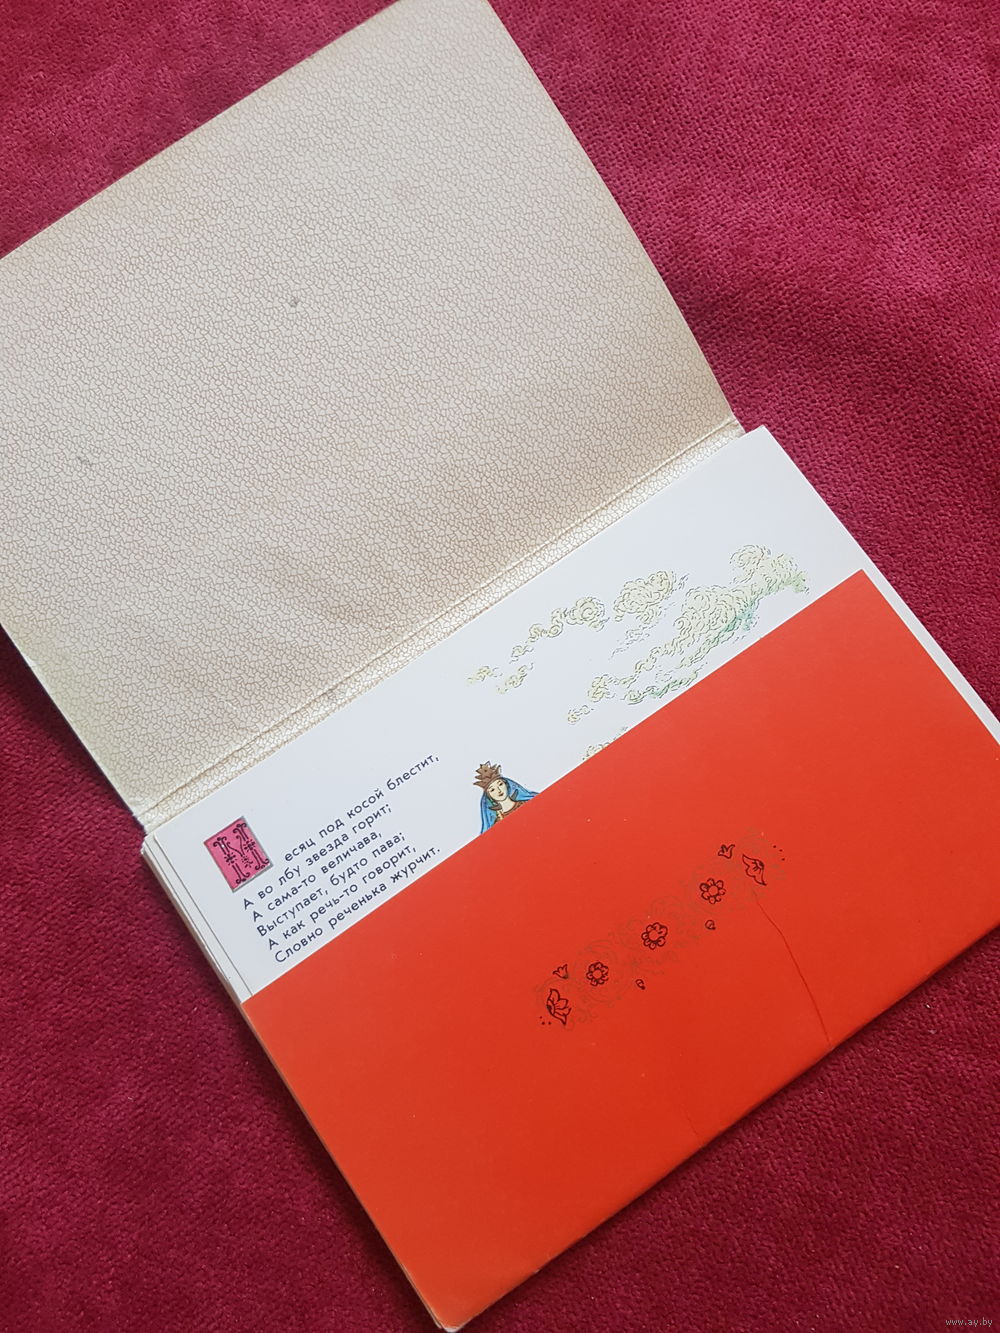 Месяц под косой блестит,
А во лбу звезда горит;
А сама-то величава,
Выступает, будто пава;
А как речь-то говорит,
Словно реченька журчит.
www.ay.by